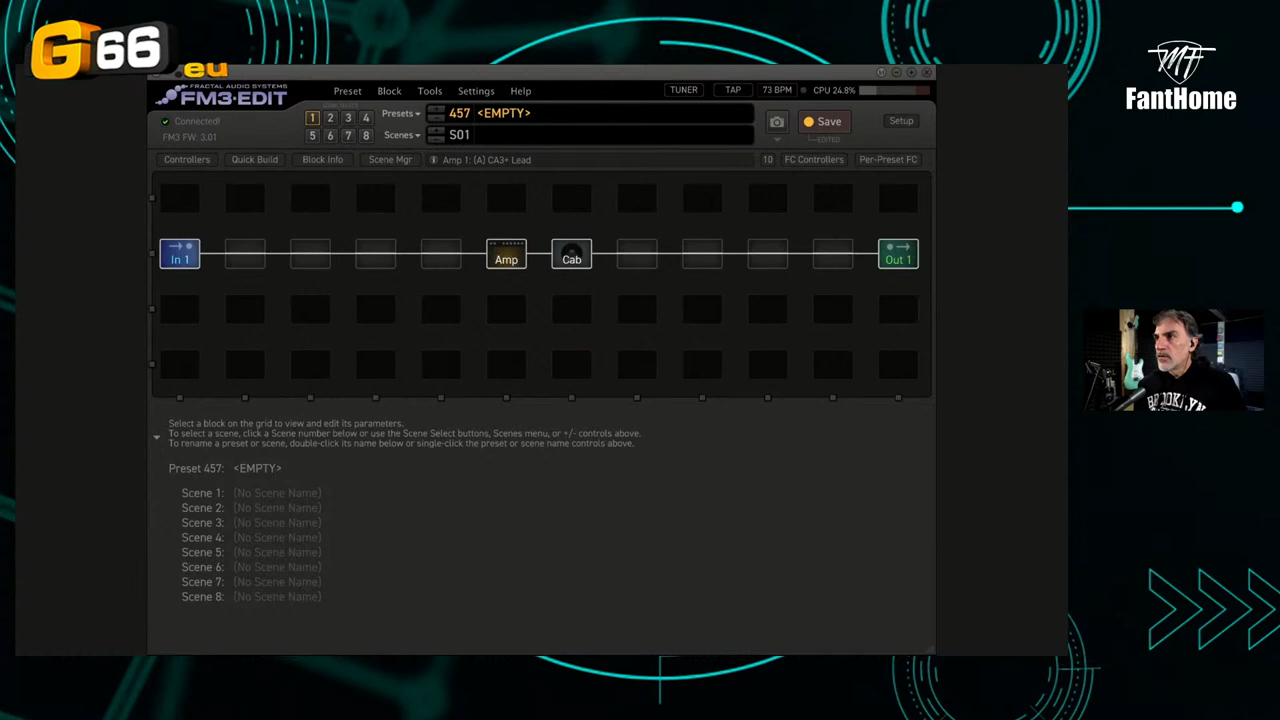 G66
eu
MF
FantHome
FRACTAL AUDIO SYSTEMS
FM3-EDIT
Preset Block Tools Settings Help
TUNER TAP 73 BPM CPU 24.8%
Connected!
FM3 FW: 3.01
1 2 3 4
5 6 7 8
Presets
457 <EMPTY>
Scenes
S01
Save
EDITED
Setup
Controllers Quick Build Block Info Scene Mgr
Amp 1: (A) CA3+ Lead
10 FC Controllers Per-Preset FC
In 1 Amp Cab Out 1
Select a block on the grid to view and edit its parameters.
To select a scene, click a Scene number below or use the Scene Select buttons, Scenes menu, or +/- controls above.
To rename a preset or scene, double-click its name below or single-click the preset or scene name controls above.
Preset 457: <EMPTY>
Scene 1: (No Scene Name)
Scene 2: (No Scene Name)
Scene 3: (No Scene Name)
Scene 4: (No Scene Name)
Scene 5: (No Scene Name)
Scene 6: (No Scene Name)
Scene 7: (No Scene Name)
Scene 8: (No Scene Name)
BROOKLYN